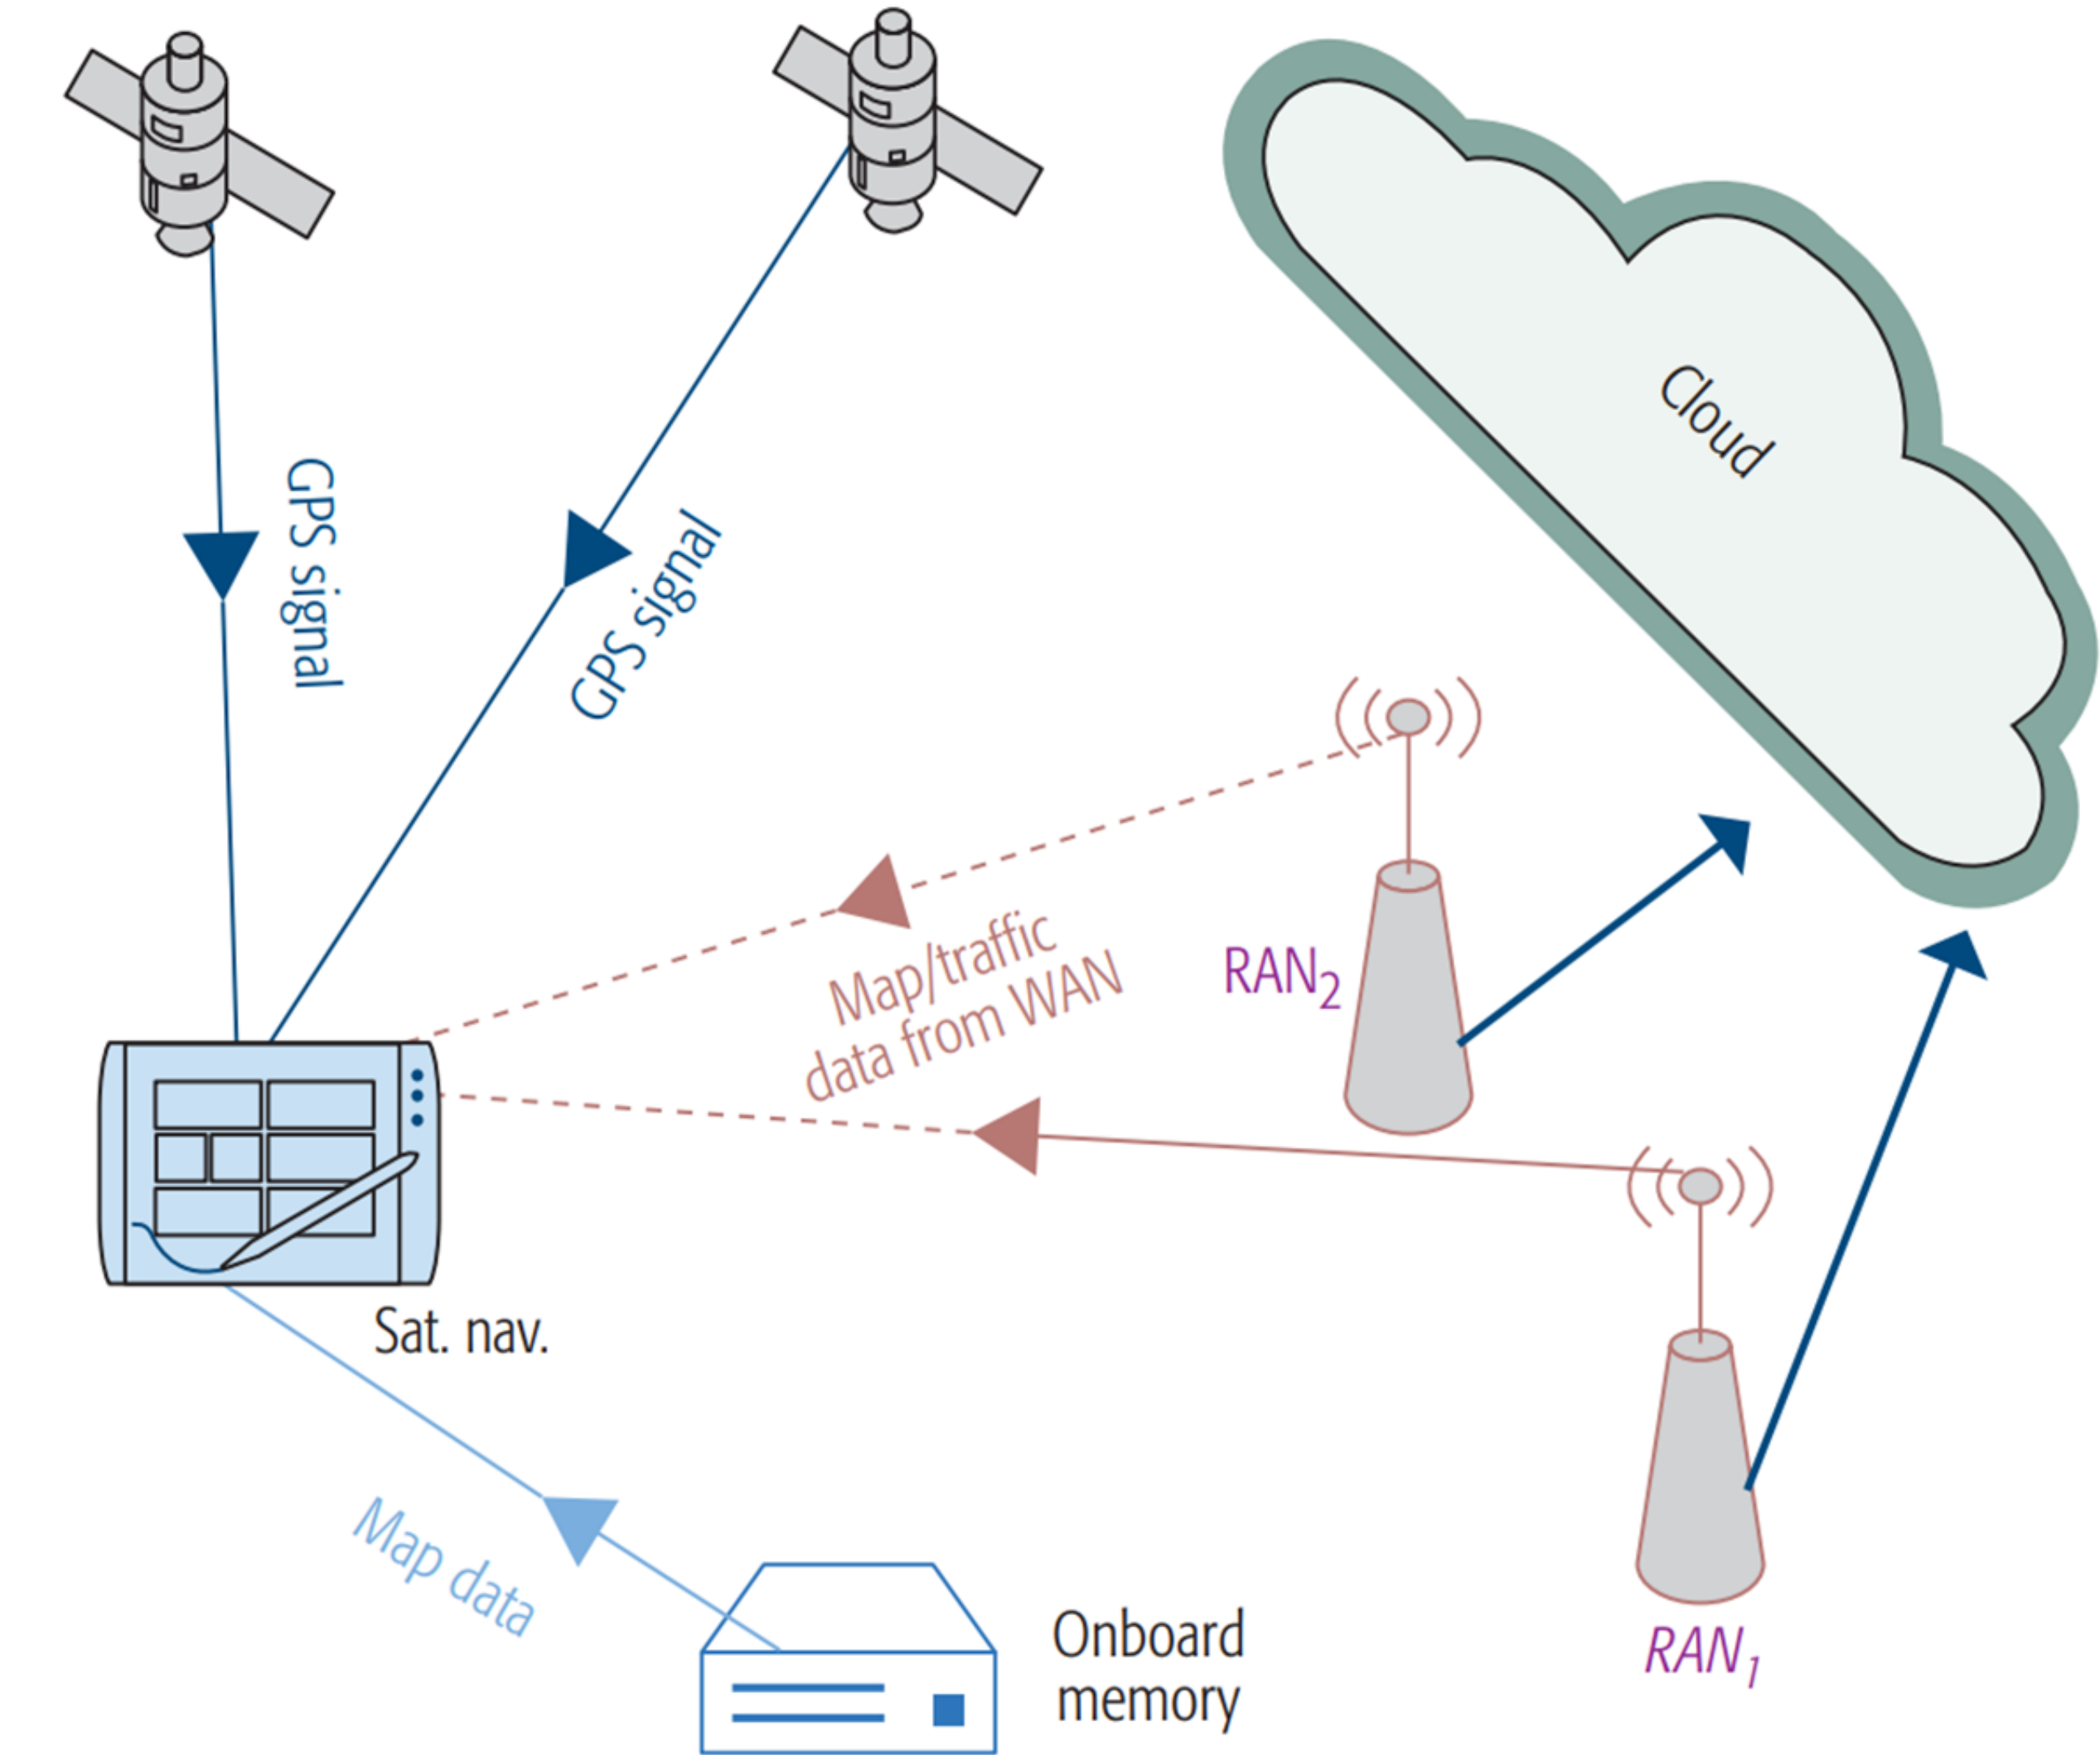 GPS signal
GPS signal
Cloud
Map/traffic
data from WAN
RAN2
Sat. nav.
Map data
Onboard
memory
RAN1